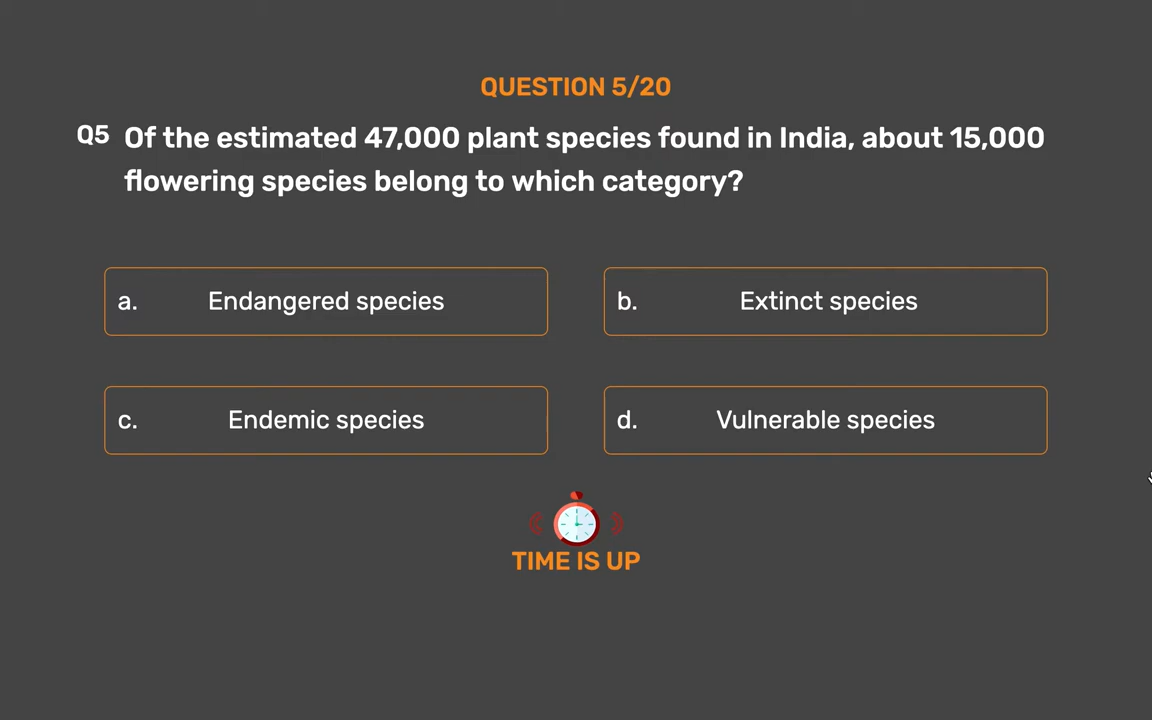 QUESTION 5/20
Q5 Of the estimated 47,000 plant species found in India, about 15,000
flowering species belong to which category?
a. Endangered species
b. Extinct species
c. Endemic species
d. Vulnerable species
TIME IS UP